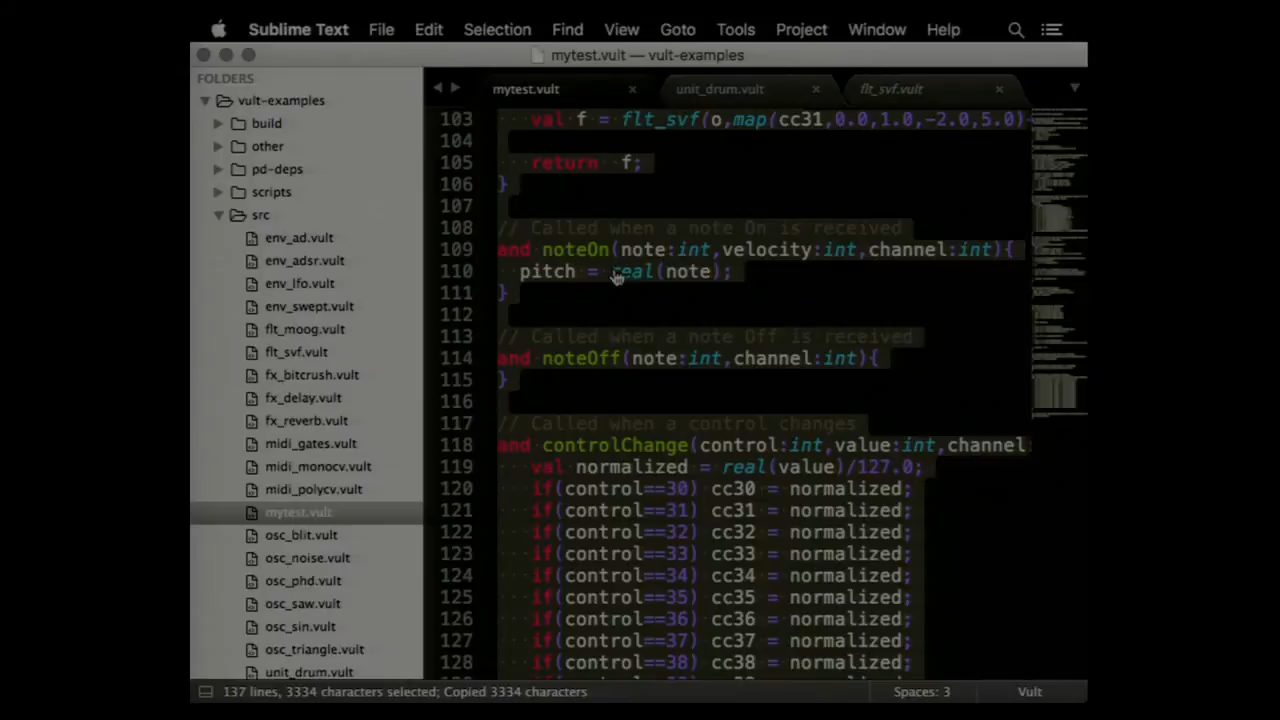 Sublime Text File Edit Selection Find View Goto Tools Project Window Help
mytest.vult — vult-examples
FOLDERS
vult-examples
build
other
pd-deps
scripts
src
env_ad.vult
env_adsr.vult
env_lfo.vult
env_swept.vult
flt_moog.vult
flt_svf.vult
fx_bitcrush.vult
fx_delay.vult
fx_reverb.vult
midi_gates.vult
midi_monocv.vult
midi_polycv.vult
mytest.vult
osc_blit.vult
osc_noise.vult
osc_phd.vult
osc_saw.vult
osc_sin.vult
osc_triangle.vult
unit_drum.vult
mytest.vult unit_drum.vult flt_svf.vult
103 val f = flt_svf(o,map(cc31,0.0,1.0,-2.0,5.0)
104
105 return f;
106 }
107
108 // Called when a note On is received
109 and noteOn(note:int,velocity:int,channel:int){
110 pitch = real(note);
111 }
112
113 // Called when a note Off is received
114 and noteOff(note:int,channel:int){
115 }
116
117 // Called when a control changes
118 and controlChange(control:int,value:int,channel:
119 val normalized = real(value)/127.0;
120 if(control==30) cc30 = normalized;
121 if(control==31) cc31 = normalized;
122 if(control==32) cc32 = normalized;
123 if(control==33) cc33 = normalized;
124 if(control==34) cc34 = normalized;
125 if(control==35) cc35 = normalized;
126 if(control==36) cc36 = normalized;
127 if(control==37) cc37 = normalized;
128 if(control==38) cc38 = normalized;
137 lines, 3334 characters selected; Copied 3334 characters Spaces: 3 Vult